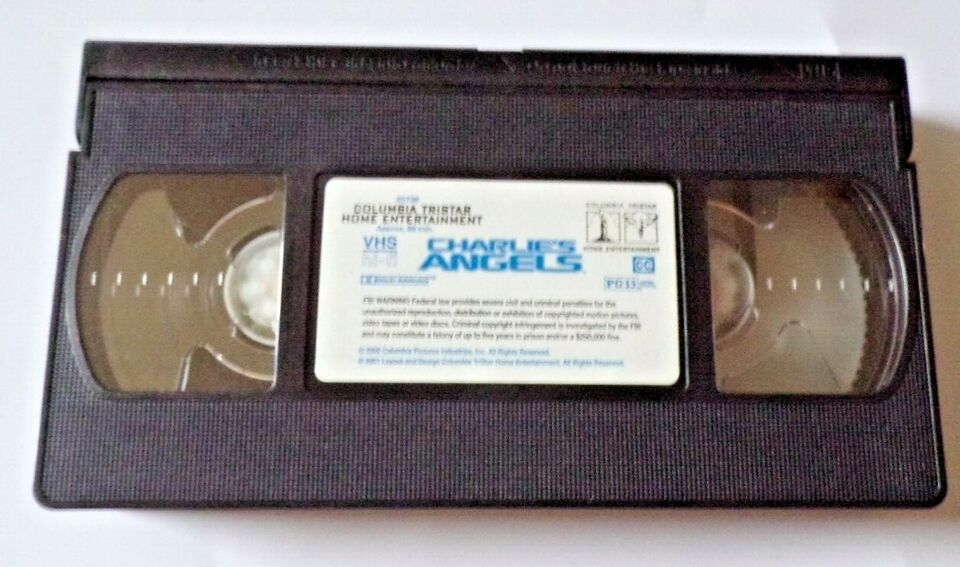 COLUMBIA TRISTAR
HOME ENTERTAINMENT
Approx. 98 min.
VHS
CHARLIE'S
ANGELS
COLUMBIA TRISTAR
HOME ENTERTAINMENT
CC
PG 13
FBI WARNING Federal law provides severe civil and criminal penalties for the
unauthorized reproduction, distribution or exhibition of copyrighted motion pictures,
video tapes or video discs. Criminal copyright infringement is investigated by the FBI
and may constitute a felony of up to five years in prison and/or a $250,000 fine.
© 2000 Columbia Pictures Industries, Inc. All Rights Reserved.
© 2001 Layout and Design Columbia TriStar Home Entertainment. All Rights Reserved.